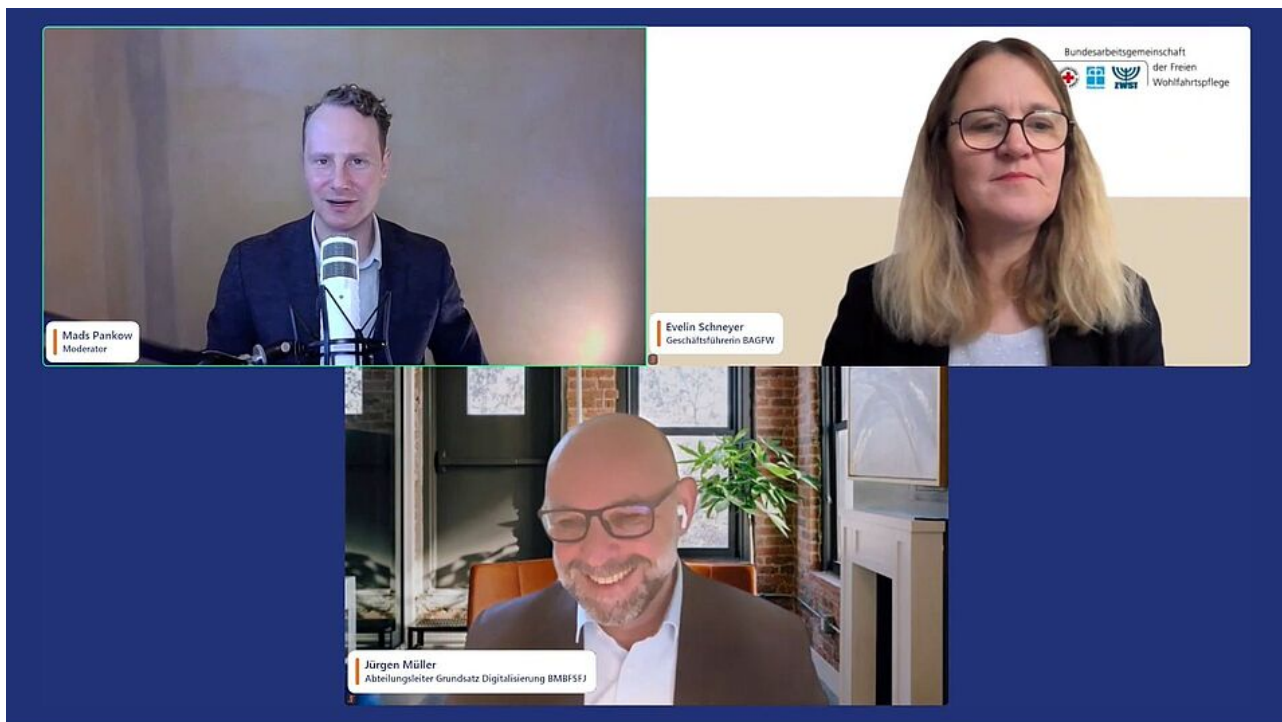 Mads Pankow
Moderator
Bundesarbeitsgemeinschaft
der Freien
Wohlfahrtspflege
ZWST
Evelin Schneyer
Geschäftsführerin BAGFW
Jürgen Müller
Abteilungsleiter Grundsatz Digitalisierung BMBFSFJ